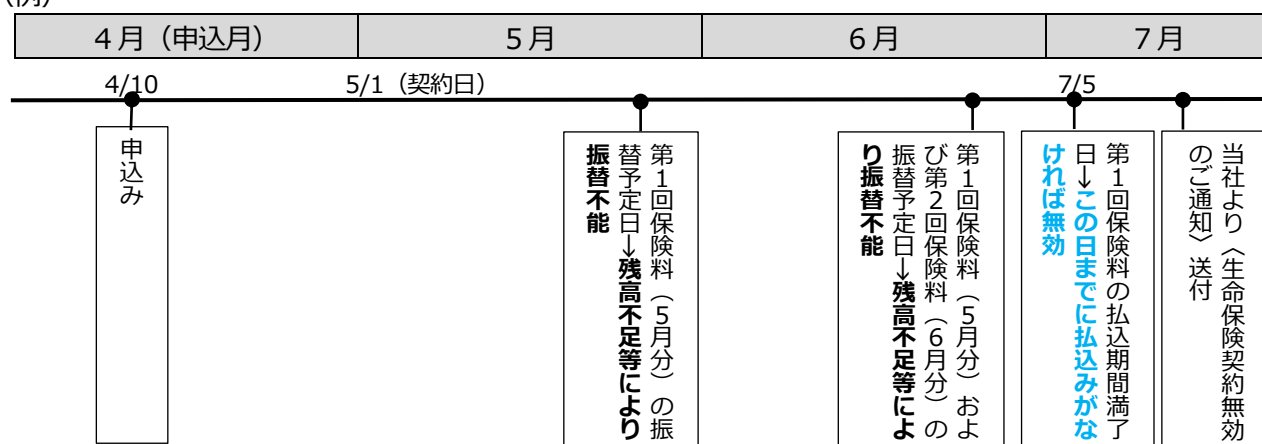 (例)
4月（申込月）
5月
6月
7月
4/10
5/1（契約日）
7/5
申込み
第1回保険料（5月分）の振
替予定日→残高不足等により
振替不能
第1回保険料（5月分）およ
び第2回保険料（6月分）の
振替予定日→残高不足等によ
り振替不能
第1回保険料の払込期間満了
日→この日までに払込みがな
ければ無効
当社より〈生命保険契約無効
のご通知〉送付